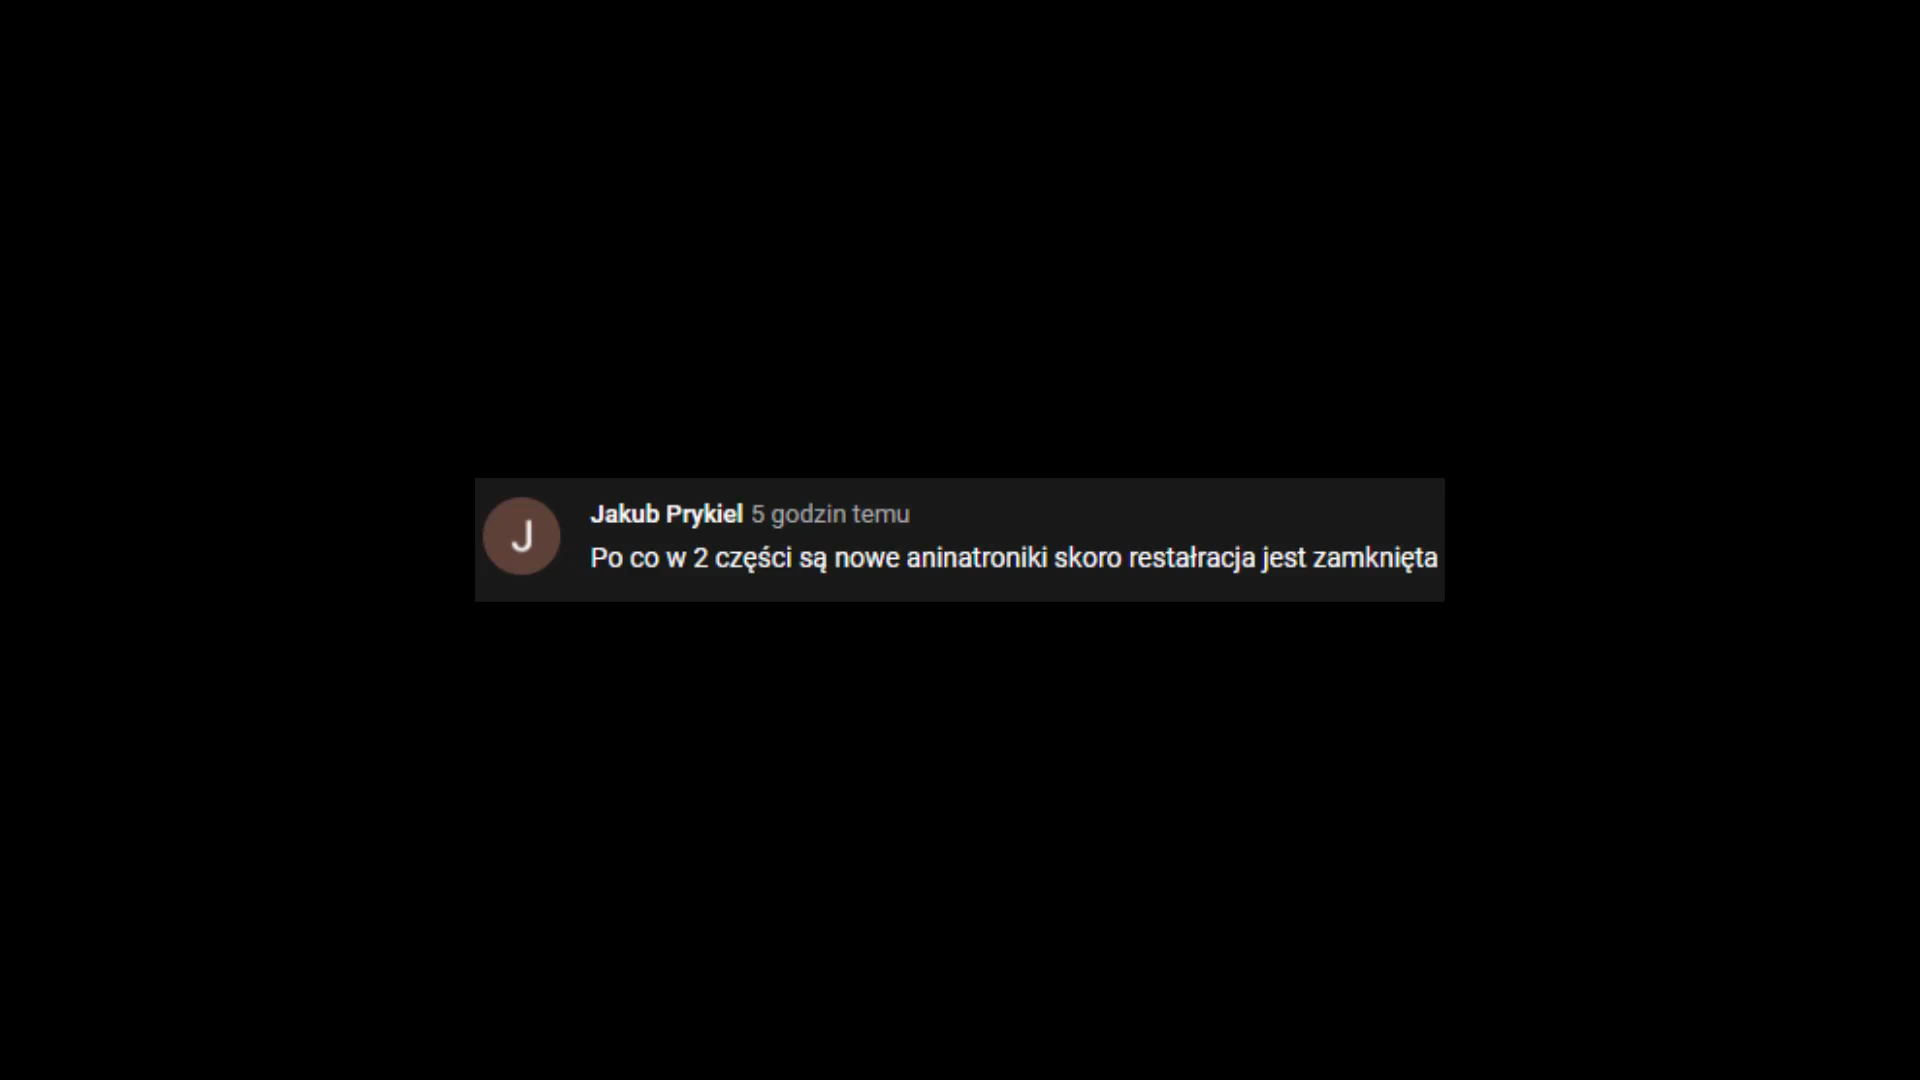 J
Jakub Prykiel 5 godzin temu
Po co w 2 części są nowe aninatroniki skoro restałracja jest zamknięta